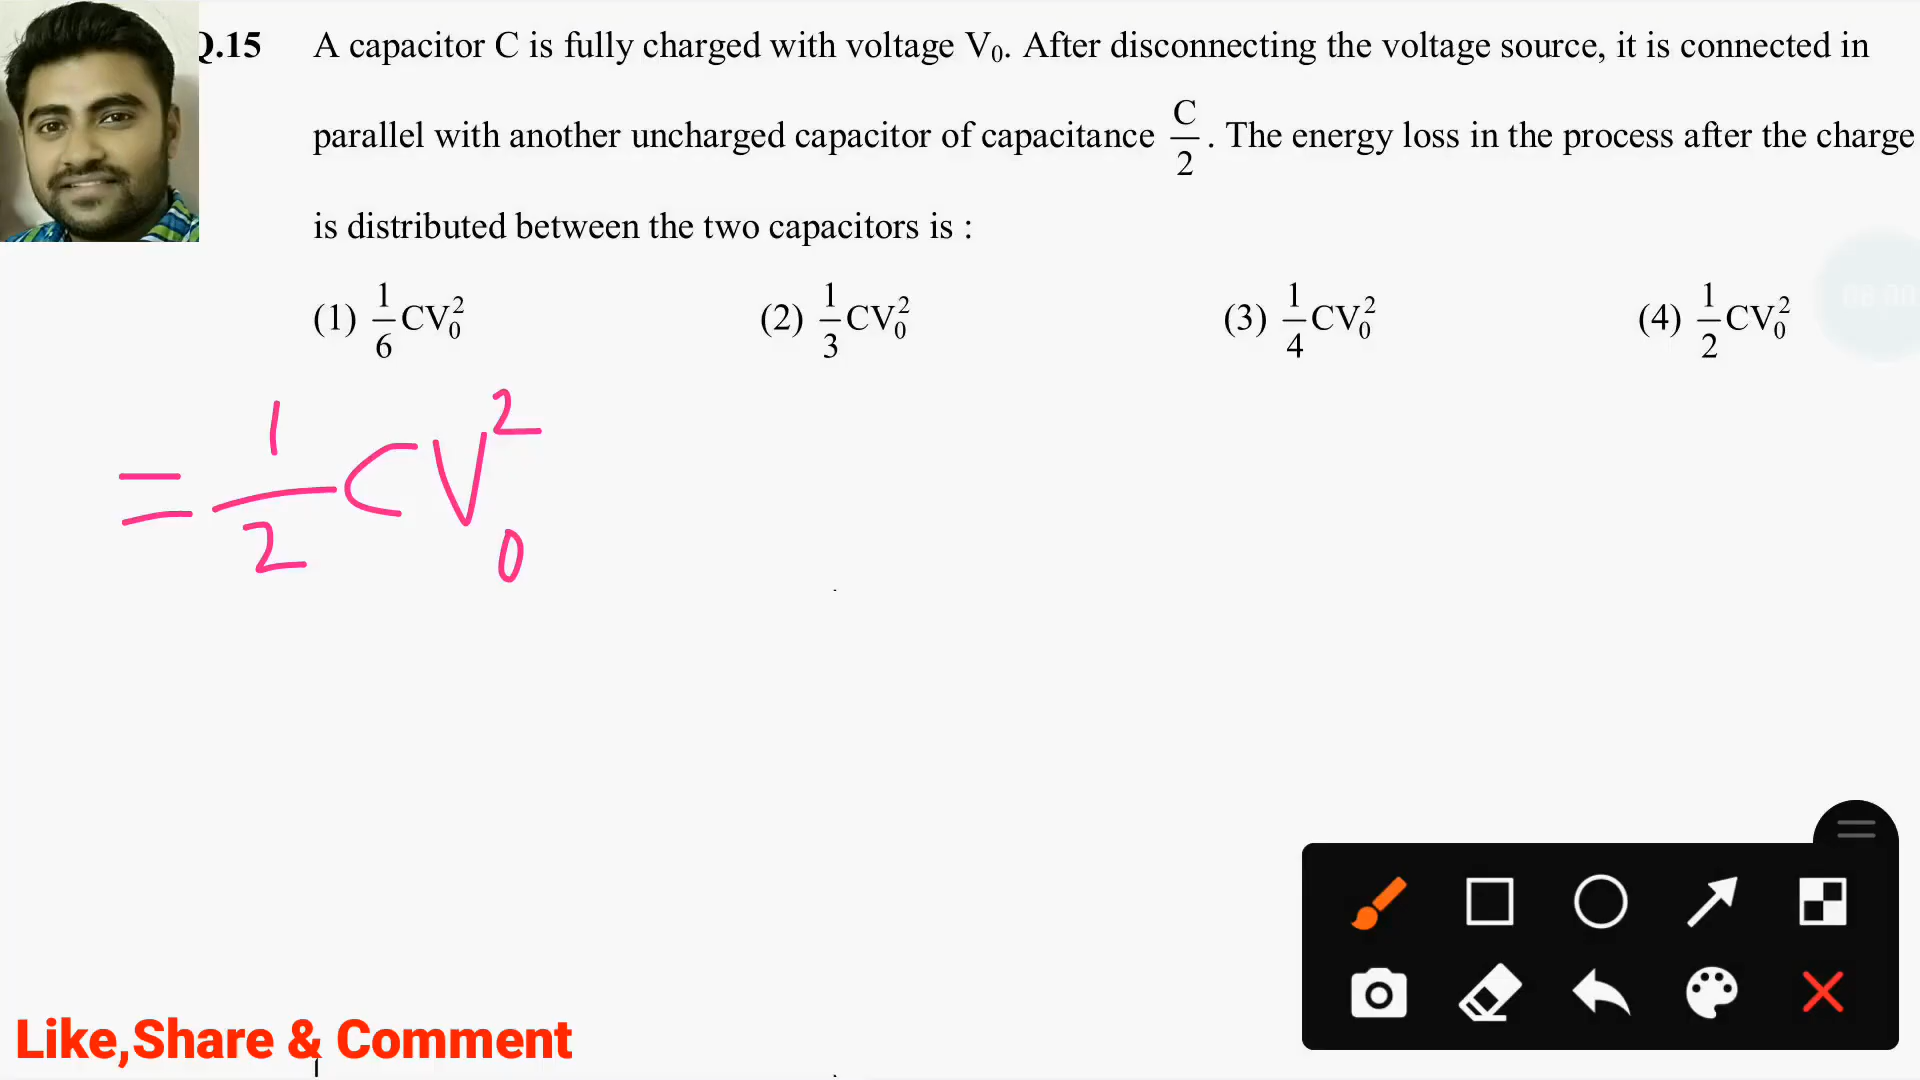 Q.15 A capacitor C is fully charged with voltage V₀. After disconnecting the voltage source, it is connected in
parallel with another uncharged capacitor of capacitance C/2. The energy loss in the process after the charge
is distributed between the two capacitors is :
(1) 1/6 CV₀² (2) 1/3 CV₀² (3) 1/4 CV₀² (4) 1/2 CV₀²
= 1/2 CV₀²
Like,Share & Comment